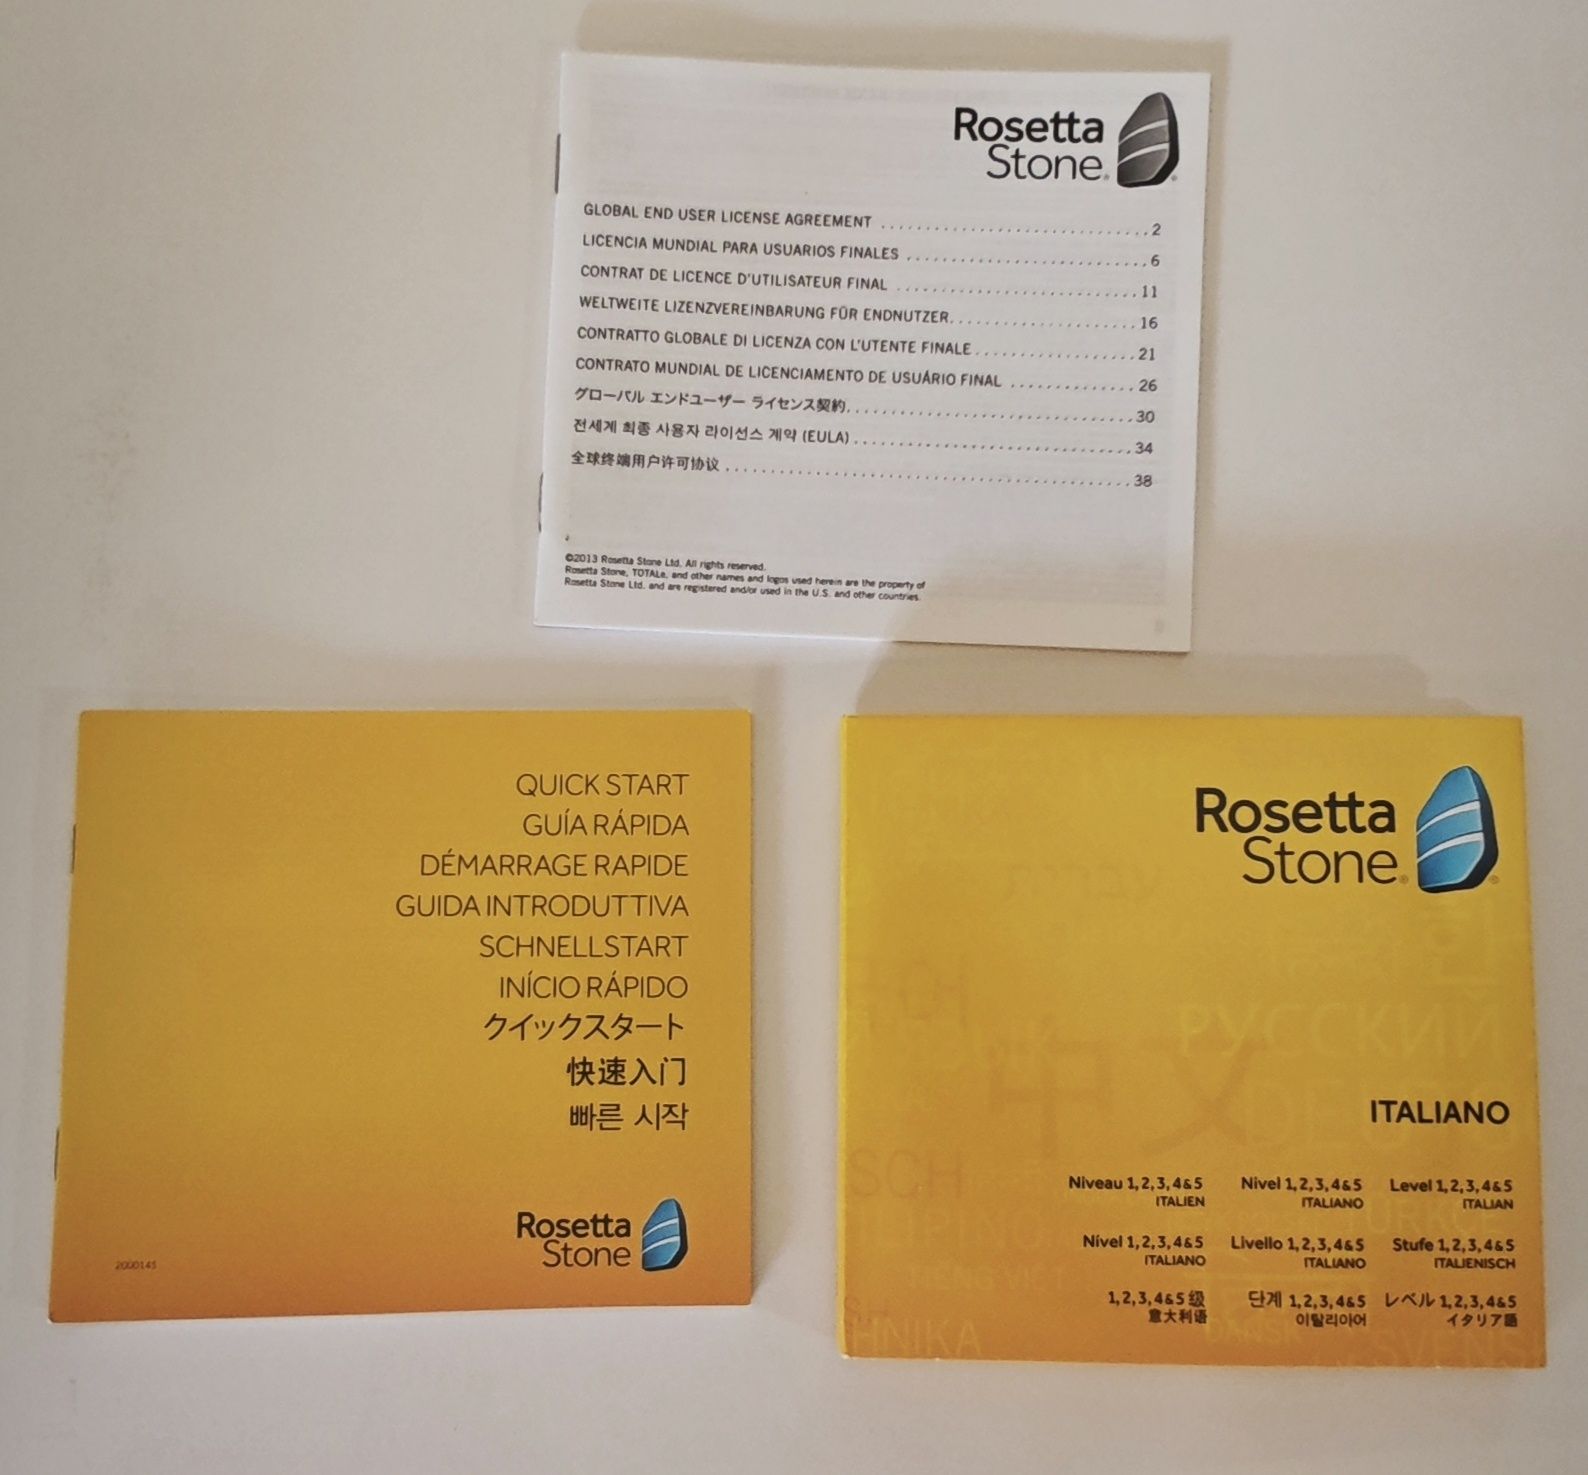 Rosetta
Stone®
GLOBAL END USER LICENSE AGREEMENT ........ 2
LICENCIA MUNDIAL PARA USUARIOS FINALES ........ 6
CONTRAT DE LICENCE D'UTILISATEUR FINAL ........ 11
WELTWEITE LIZENZVEREINBARUNG FÜR ENDNUTZER ........ 16
CONTRATTO GLOBALE DI LICENZA CON L'UTENTE FINALE ........ 21
CONTRATO MUNDIAL DE LICENCIAMENTO DE USUÁRIO FINAL ........ 26
グローバル エンドユーザー ライセンス契約 ........ 30
전세계 최종 사용자 라이선스 계약 (EULA) ........ 34
全球终端用户许可协议 ........ 38
©2013 Rosetta Stone Ltd. All rights reserved.
Rosetta Stone, TOTALe, and other names and logos used herein are the property of
Rosetta Stone Ltd. and are registered and/or used in the U.S. and other countries.
QUICK START
GUÍA RÁPIDA
DÉMARRAGE RAPIDE
GUIDA INTRODUTTIVA
SCHNELLSTART
INÍCIO RÁPIDO
クイックスタート
快速入门
빠른 시작
Rosetta
Stone
2000145
Rosetta
Stone®
РУССКИЙ
中文
ITALIANO
SCH
Niveau 1, 2, 3, 4 & 5 Nivel 1, 2, 3, 4 & 5 Level 1, 2, 3, 4 & 5
ITALIEN ITALIANO ITALIAN
Nível 1, 2, 3, 4 & 5 Livello 1, 2, 3, 4 & 5 Stufe 1, 2, 3, 4 & 5
ITALIANO ITALIANO ITALIENISCH
1, 2, 3, 4 & 5 级 단계 1, 2, 3, 4 & 5 レベル 1, 2, 3, 4 & 5
意大利语 이탈리아어 イタリア語
HNIKA DANSK SVENS